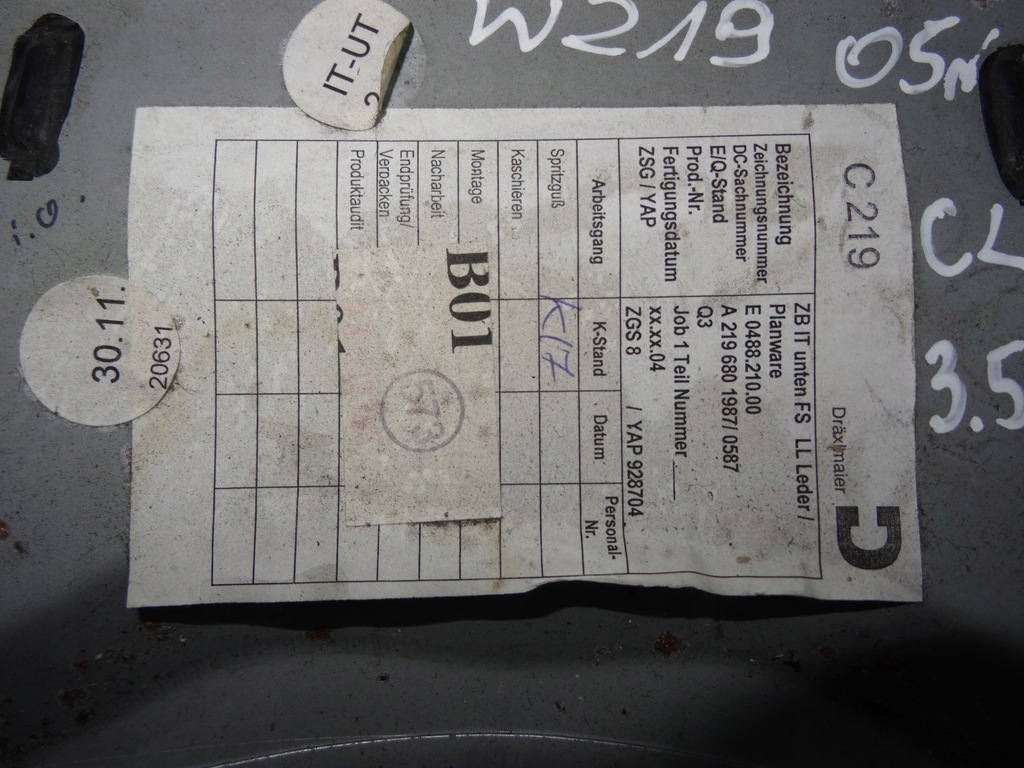 W219
05
CL
3.5
IT-UT
2
C 219
Dräxlmaier
Bezeichnung ZB IT unten FS LL Leder /
Planware
Zeichnungsnummer E 0488.210.00
DC-Sachnummer A 219 680 1987/ 0587
E/Q-Stand Q3
Prod.-Nr. Job 1 Teil Nummer
Fertigungsdatum xx.xx.04
ZSG / YAP ZGS 8 / YAP 928704
Arbeitsgang K-Stand Datum Personal-
Nr.
Spritzguß K17
Kaschieren
Montage
Nacharbeit
Endprüfung/
Verpacken
Produktaudit
B01
573
30.11.
20631